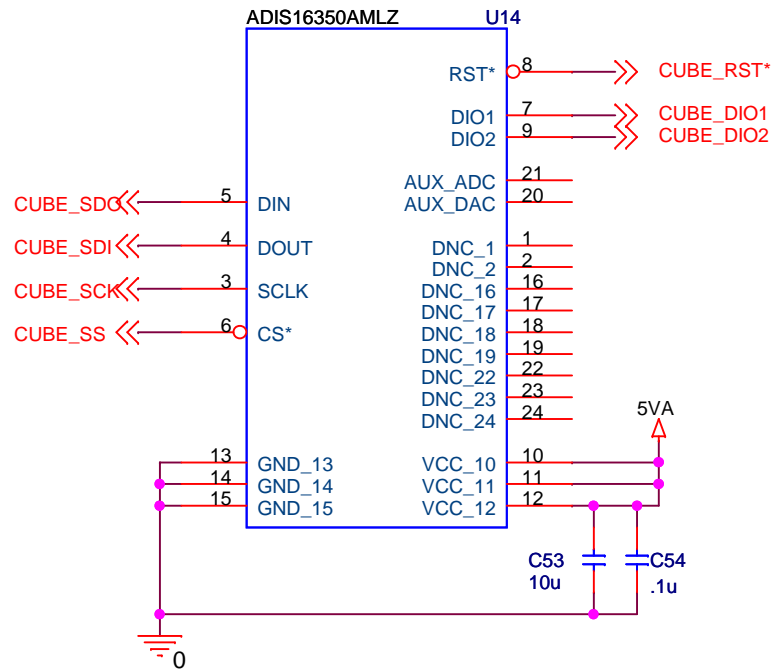 ADIS16350AMLZ U14
RST* 8 CUBE_RST*
DIO1 7 CUBE_DIO1
DIO2 9 CUBE_DIO2
AUX_ADC 21
CUBE_SDO 5 DIN AUX_DAC 20
CUBE_SDI 4 DOUT DNC_1 1
DNC_2 2
CUBE_SCK 3 SCLK DNC_16 16
DNC_17 17
CUBE_SS 6 CS* DNC_18 18
DNC_19 19
DNC_22 22
DNC_23 23
DNC_24 24
5VA
13 GND_13 VCC_10 10
14 GND_14 VCC_11 11
15 GND_15 VCC_12 12
C53 C54
10u .1u
0